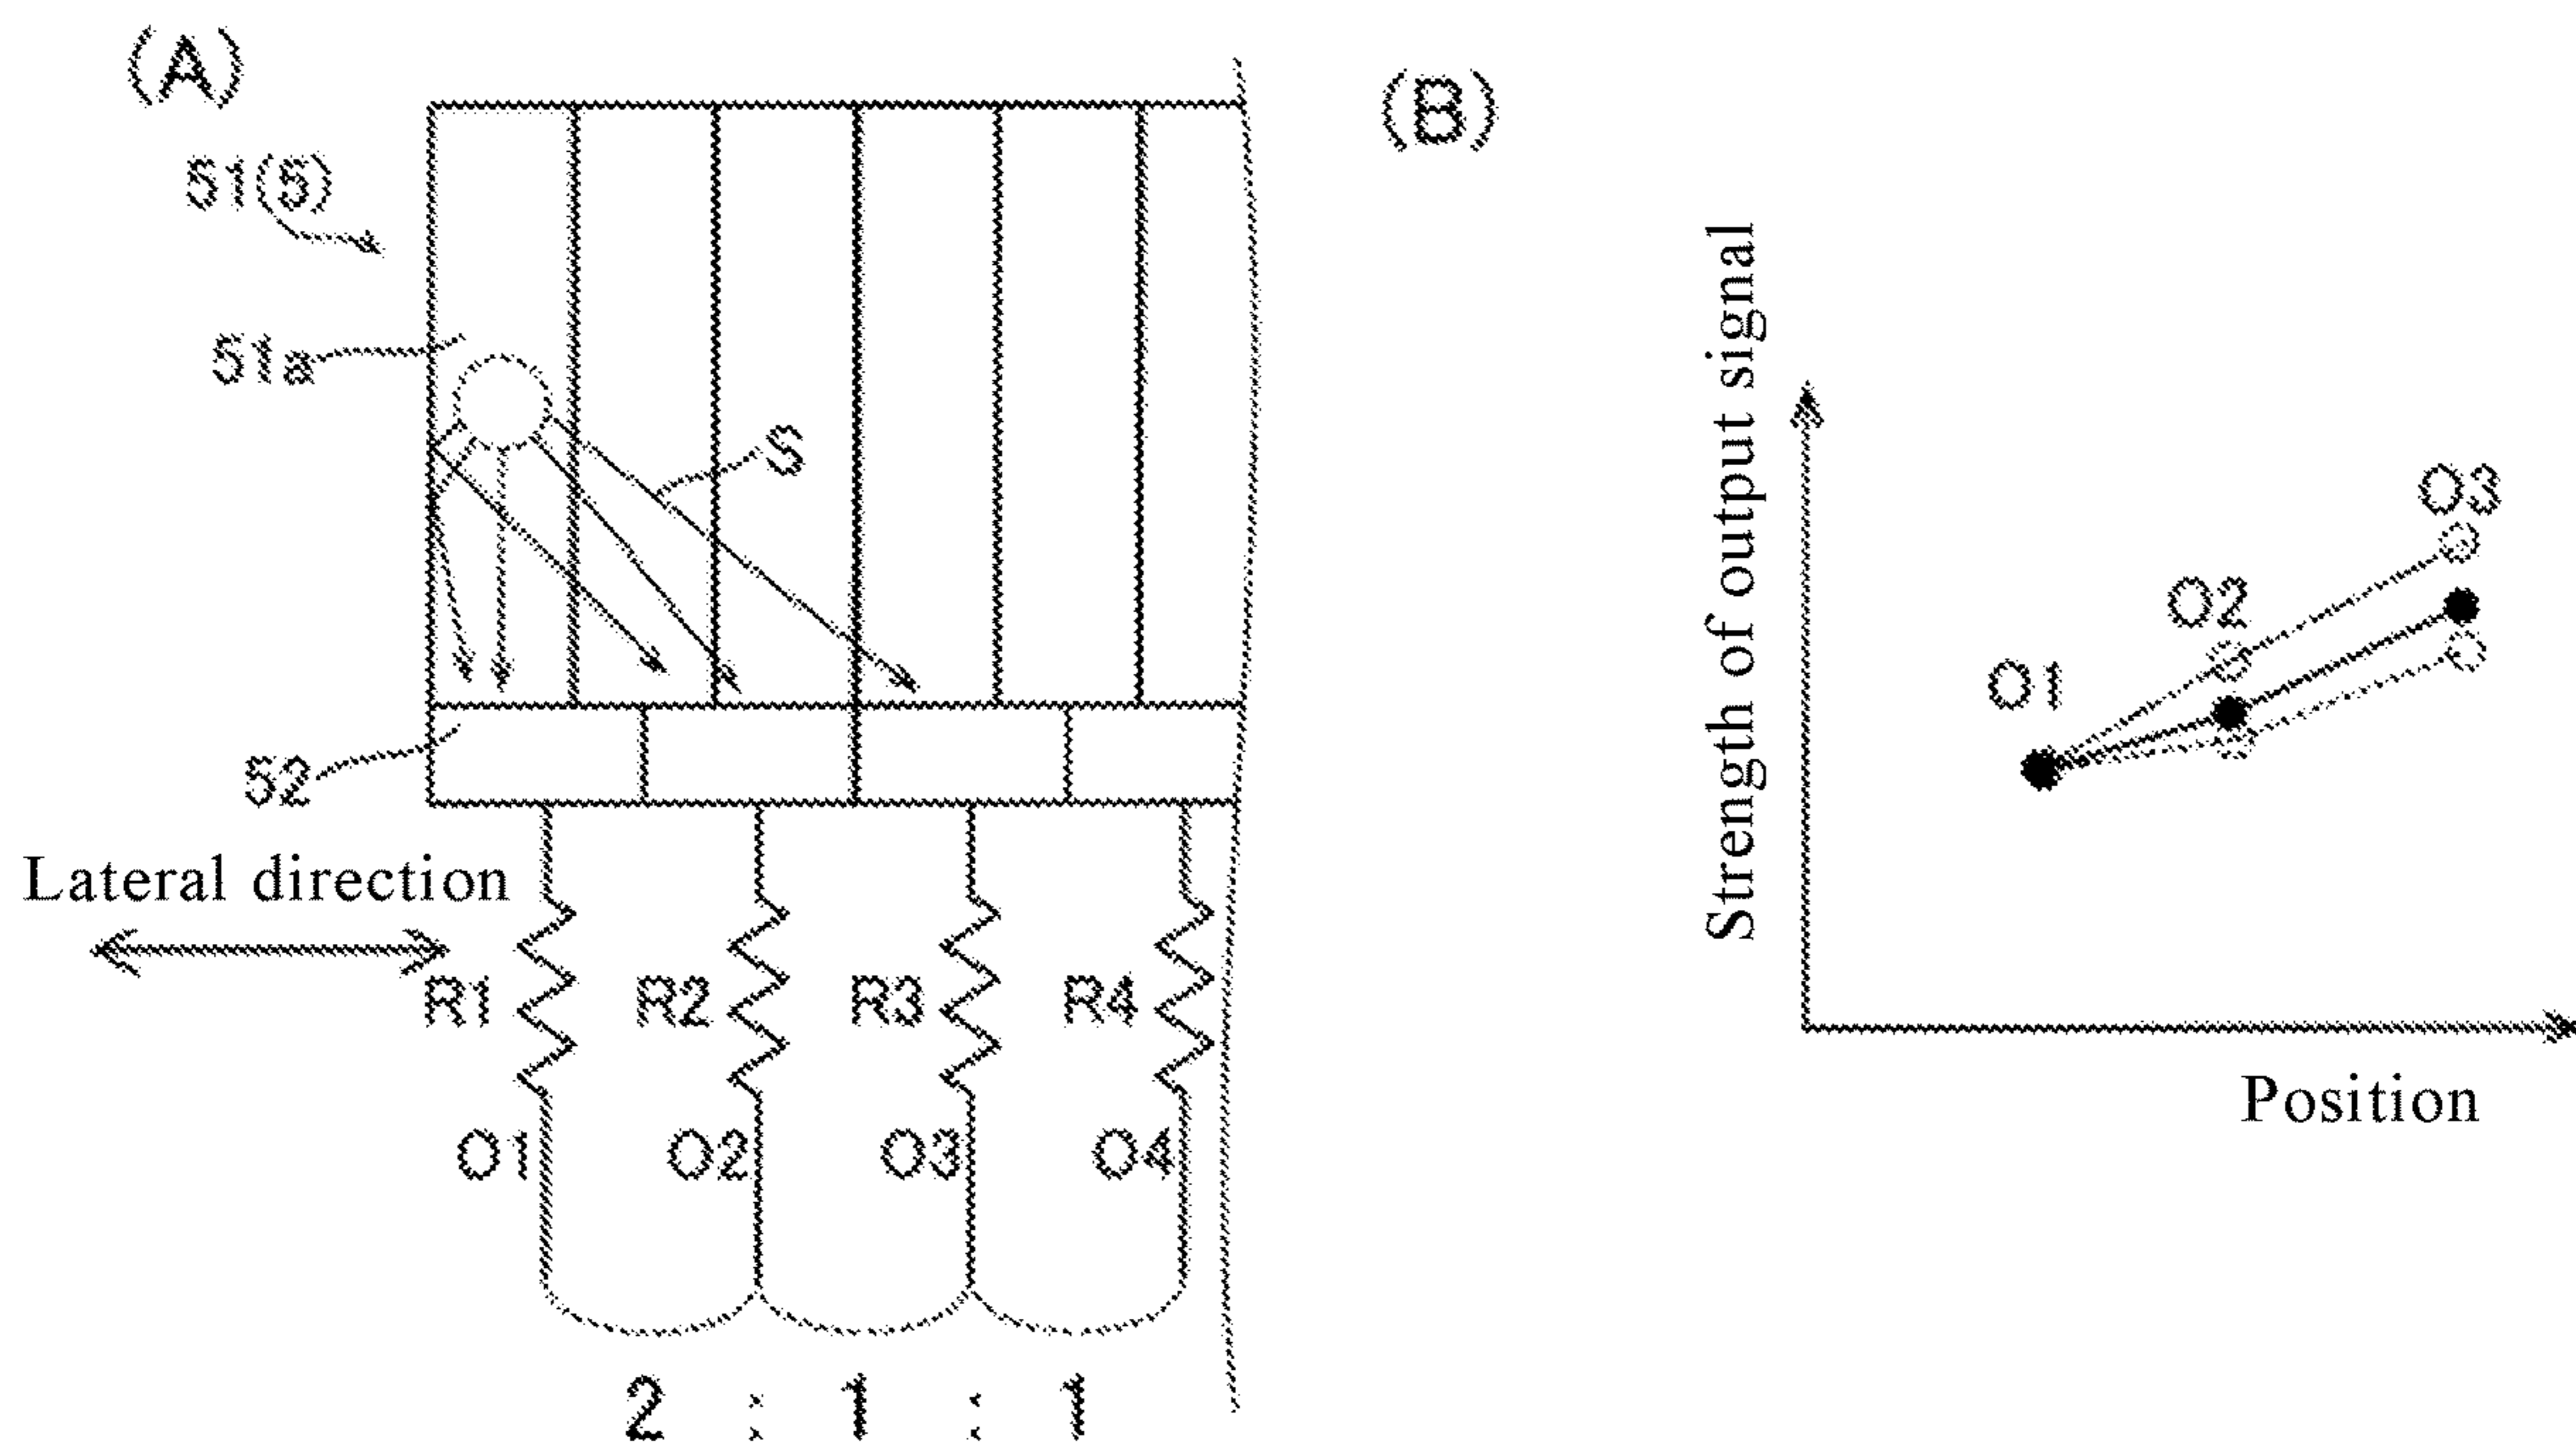 (A)
51(5)
51a
S
52
Lateral direction
R1 R2 R3 R4
O1 O2 O3 O4
2 : 1 : 1
(B)
Strength of output signal
O3
O2
O1
Position